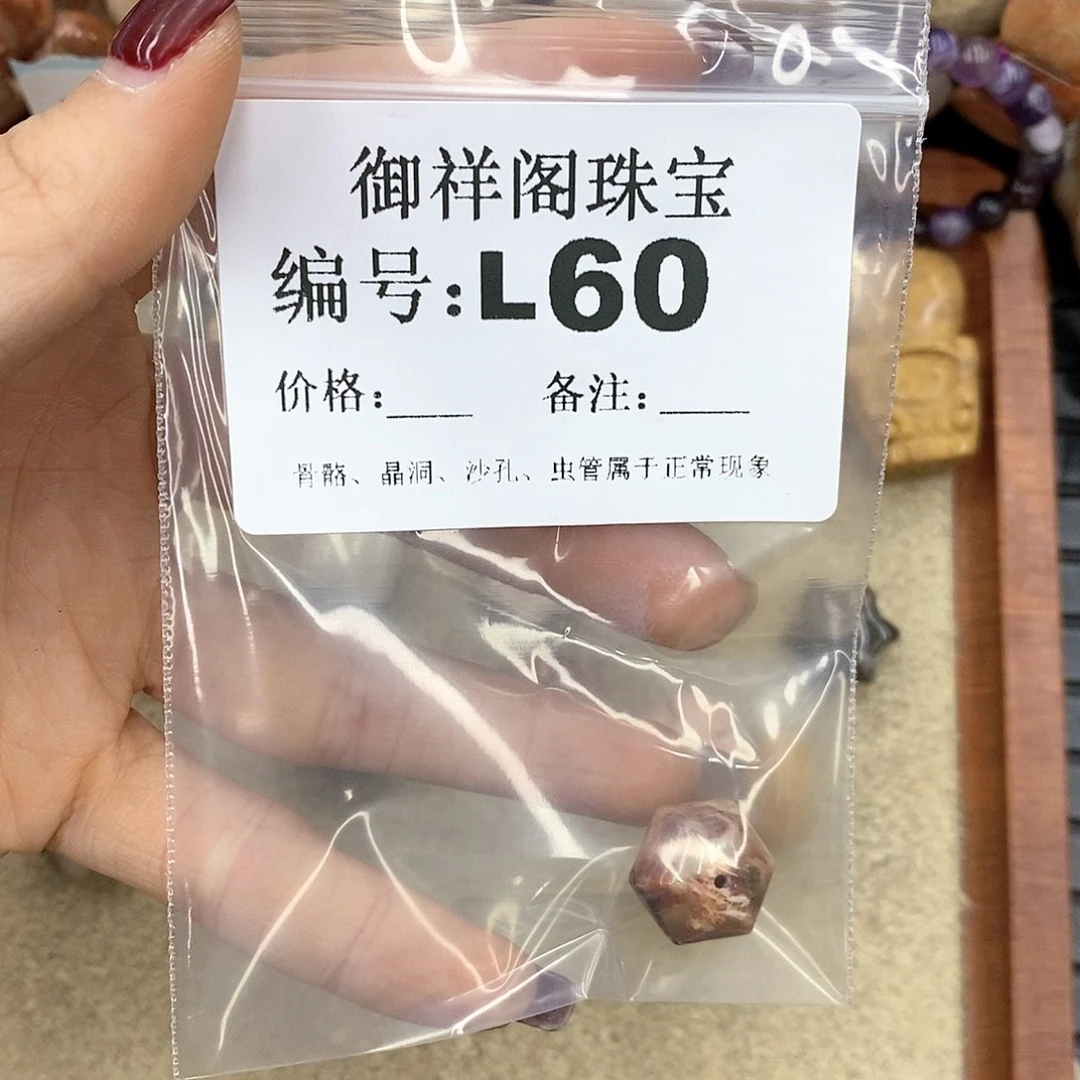 御祥阁珠宝
编号:L60
价格:____ 备注:____
骨骼、晶洞、沙孔、虫管属于正常现象